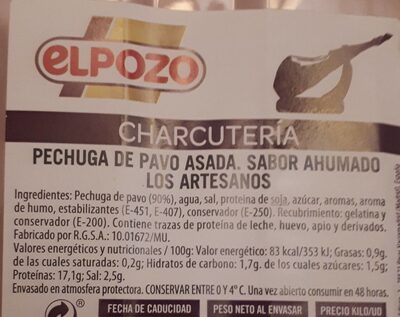 ELPOZO
CHARCUTERÍA
PECHUGA DE PAVO ASADA. SABOR AHUMADO
LOS ARTESANOS
Ingredientes: Pechuga de pavo (90%), agua, sal, proteina de soja, azúcar, aromas, aroma
de humo, estabilizantes (E-451, E-407), conservador (E-250). Recubrimiento: gelatina y
conservador (E-200). Contiene trazas de proteína de leche, huevo, apio y derivados.
Fabricado por R.G.S.A.: 10.01672/MU.
Valores energéticos y nutricionales / 100g: Valor energético: 83 kcal/353 kJ; Grasas: 0,9g.
de las cuales saturadas: 0,2g; Hidratos de carbono: 1,7g. de los cuales azúcares: 1,5g;
Proteínas: 17,1g; Sal: 2,5g.
Envasado en atmósfera protectora. CONSERVAR ENTRE 0 Y 4º C. Una vez abierto consumir en 48 horas.
FECHA DE CADUCIDAD
PESO NETO AL ENVASAR
PRECIO KILO/UD